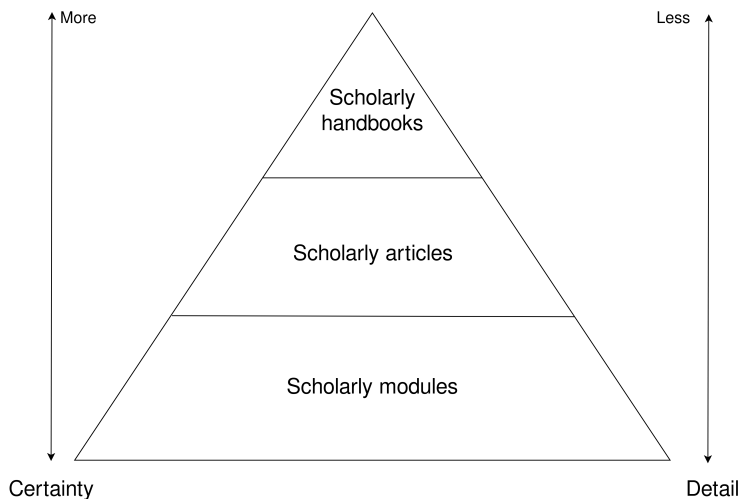 More
Less
Scholarly
handbooks
Scholarly articles
Scholarly modules
Certainty
Detail